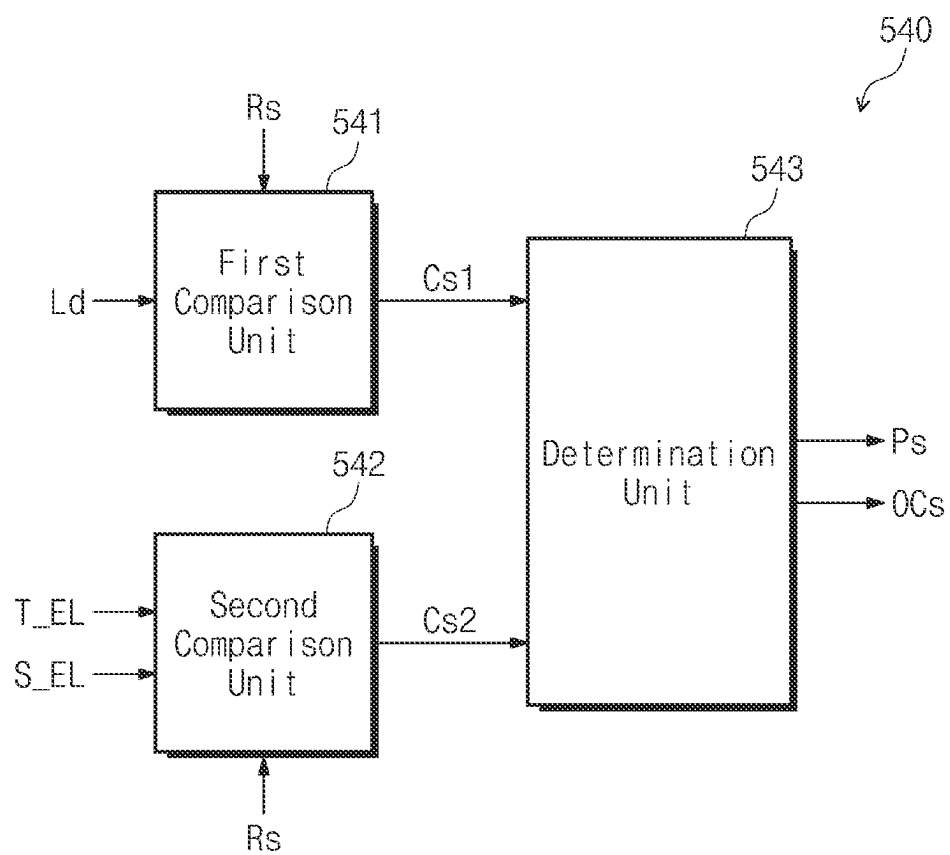 540
Rs
541
543
First
Comparison
Unit
Ld
Cs1
Determination
Unit
Ps
OCs
542
Second
Comparison
Unit
T_EL
S_EL
Cs2
Rs